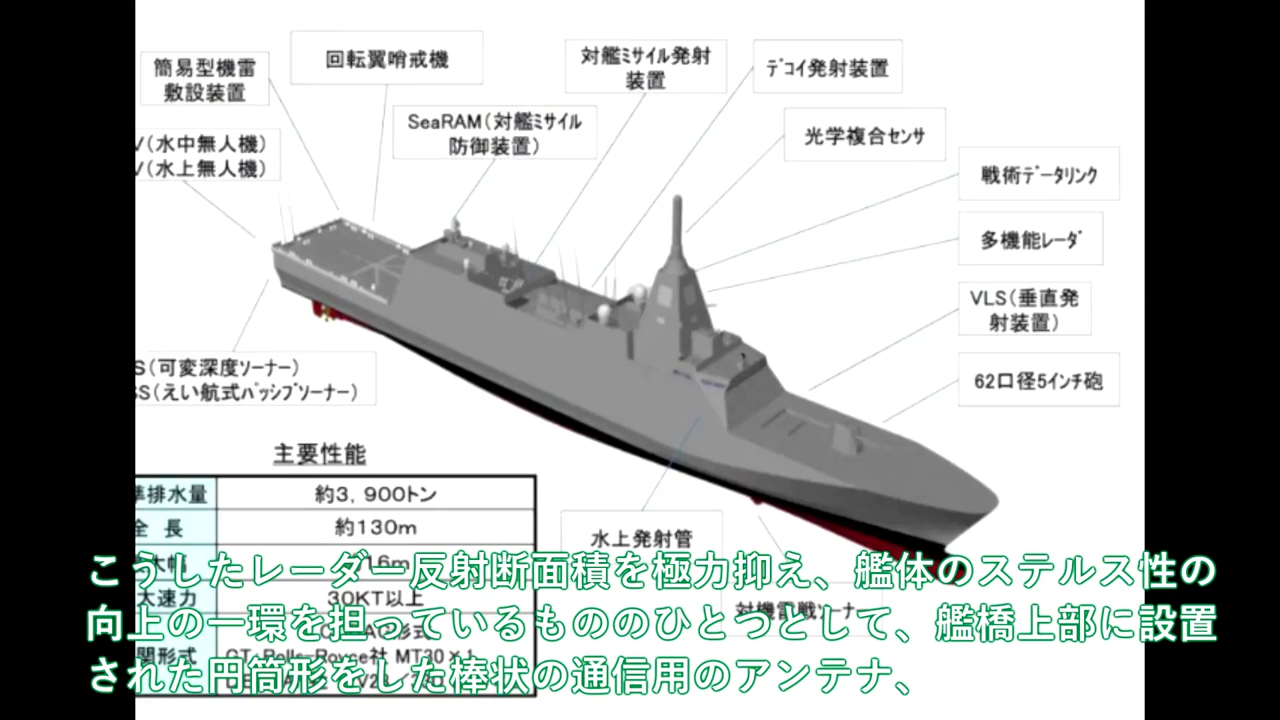 簡易型機雷
敷設装置
回転翼哨戒機
対艦ﾐｻｲﾙ発射
装置
ﾃﾞｺｲ発射装置
SeaRAM(対艦ﾐｻｲﾙ
防御装置)
光学複合センサ
V(水中無人機)
V(水上無人機)
戦術ﾃﾞｰﾀﾘﾝｸ
多機能ﾚｰﾀﾞ
VLS(垂直発
射装置)
62口径5ｲﾝﾁ砲
S(可変深度ソーナー)
SS(えい航式ﾊﾟｯｼﾌﾞｿｰﾅｰ)
主要性能
準排水量 約3,900トン
全 長 約130m
水上発射管
大速力 30KT以上
対機雷戦ソーナー
こうしたレーダー反射断面積を極力抑え、艦体のステルス性の
向上の一環を担っているもののひとつとして、艦橋上部に設置
された円筒形をした棒状の通信用のアンテナ、